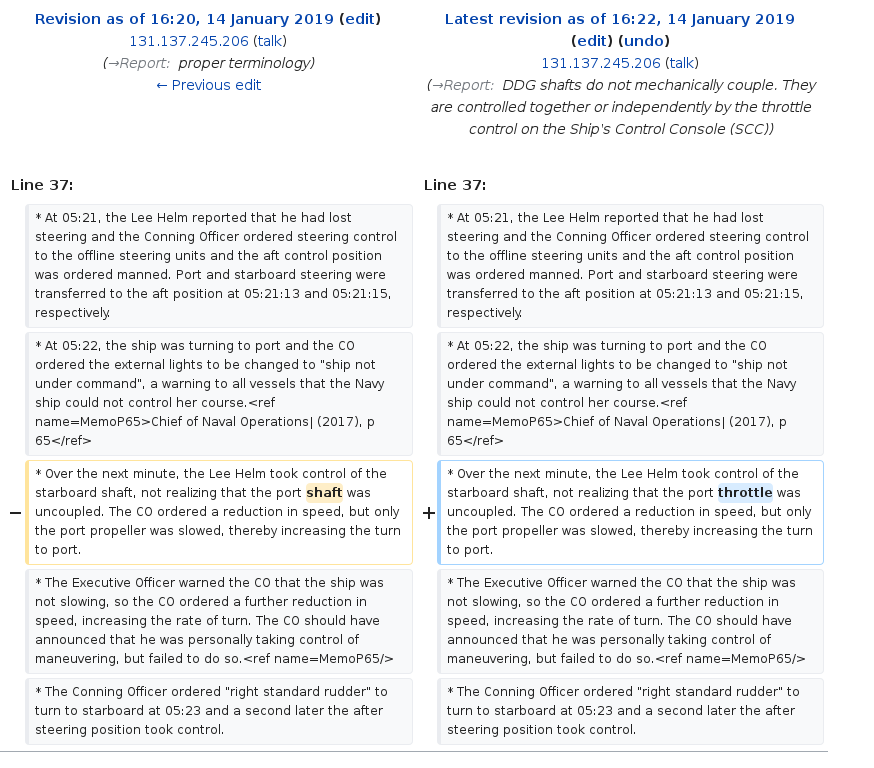 Revision as of 16:20, 14 January 2019 (edit)
131.137.245.206 (talk)
(→Report: proper terminology)
← Previous edit
Latest revision as of 16:22, 14 January 2019
(edit) (undo)
131.137.245.206 (talk)
(→Report: DDG shafts do not mechanically couple. They
are controlled together or independently by the throttle
control on the Ship's Control Console (SCC))
Line 37:
* At 05:21, the Lee Helm reported that he had lost
steering and the Conning Officer ordered steering control
to the offline steering units and the aft control position
was ordered manned. Port and starboard steering were
transferred to the aft position at 05:21:13 and 05:21:15,
respectively.
* At 05:22, the ship was turning to port and the CO
ordered the external lights to be changed to "ship not
under command", a warning to all vessels that the Navy
ship could not control her course.<ref
name=MemoP65>Chief of Naval Operations| (2017), p
65</ref>
* Over the next minute, the Lee Helm took control of the
starboard shaft, not realizing that the port shaft was
− uncoupled. The CO ordered a reduction in speed, but only
the port propeller was slowed, thereby increasing the turn
to port.
* The Executive Officer warned the CO that the ship was
not slowing, so the CO ordered a further reduction in
speed, increasing the rate of turn. The CO should have
announced that he was personally taking control of
maneuvering, but failed to do so.<ref name=MemoP65/>
* The Conning Officer ordered "right standard rudder" to
turn to starboard at 05:23 and a second later the after
steering position took control.
Line 37:
* At 05:21, the Lee Helm reported that he had lost
steering and the Conning Officer ordered steering control
to the offline steering units and the aft control position
was ordered manned. Port and starboard steering were
transferred to the aft position at 05:21:13 and 05:21:15,
respectively.
* At 05:22, the ship was turning to port and the CO
ordered the external lights to be changed to "ship not
under command", a warning to all vessels that the Navy
ship could not control her course.<ref
name=MemoP65>Chief of Naval Operations| (2017), p
65</ref>
* Over the next minute, the Lee Helm took control of the
starboard shaft, not realizing that the port throttle was
+ uncoupled. The CO ordered a reduction in speed, but only
the port propeller was slowed, thereby increasing the turn
to port.
* The Executive Officer warned the CO that the ship was
not slowing, so the CO ordered a further reduction in
speed, increasing the rate of turn. The CO should have
announced that he was personally taking control of
maneuvering, but failed to do so.<ref name=MemoP65/>
* The Conning Officer ordered "right standard rudder" to
turn to starboard at 05:23 and a second later the after
steering position took control.